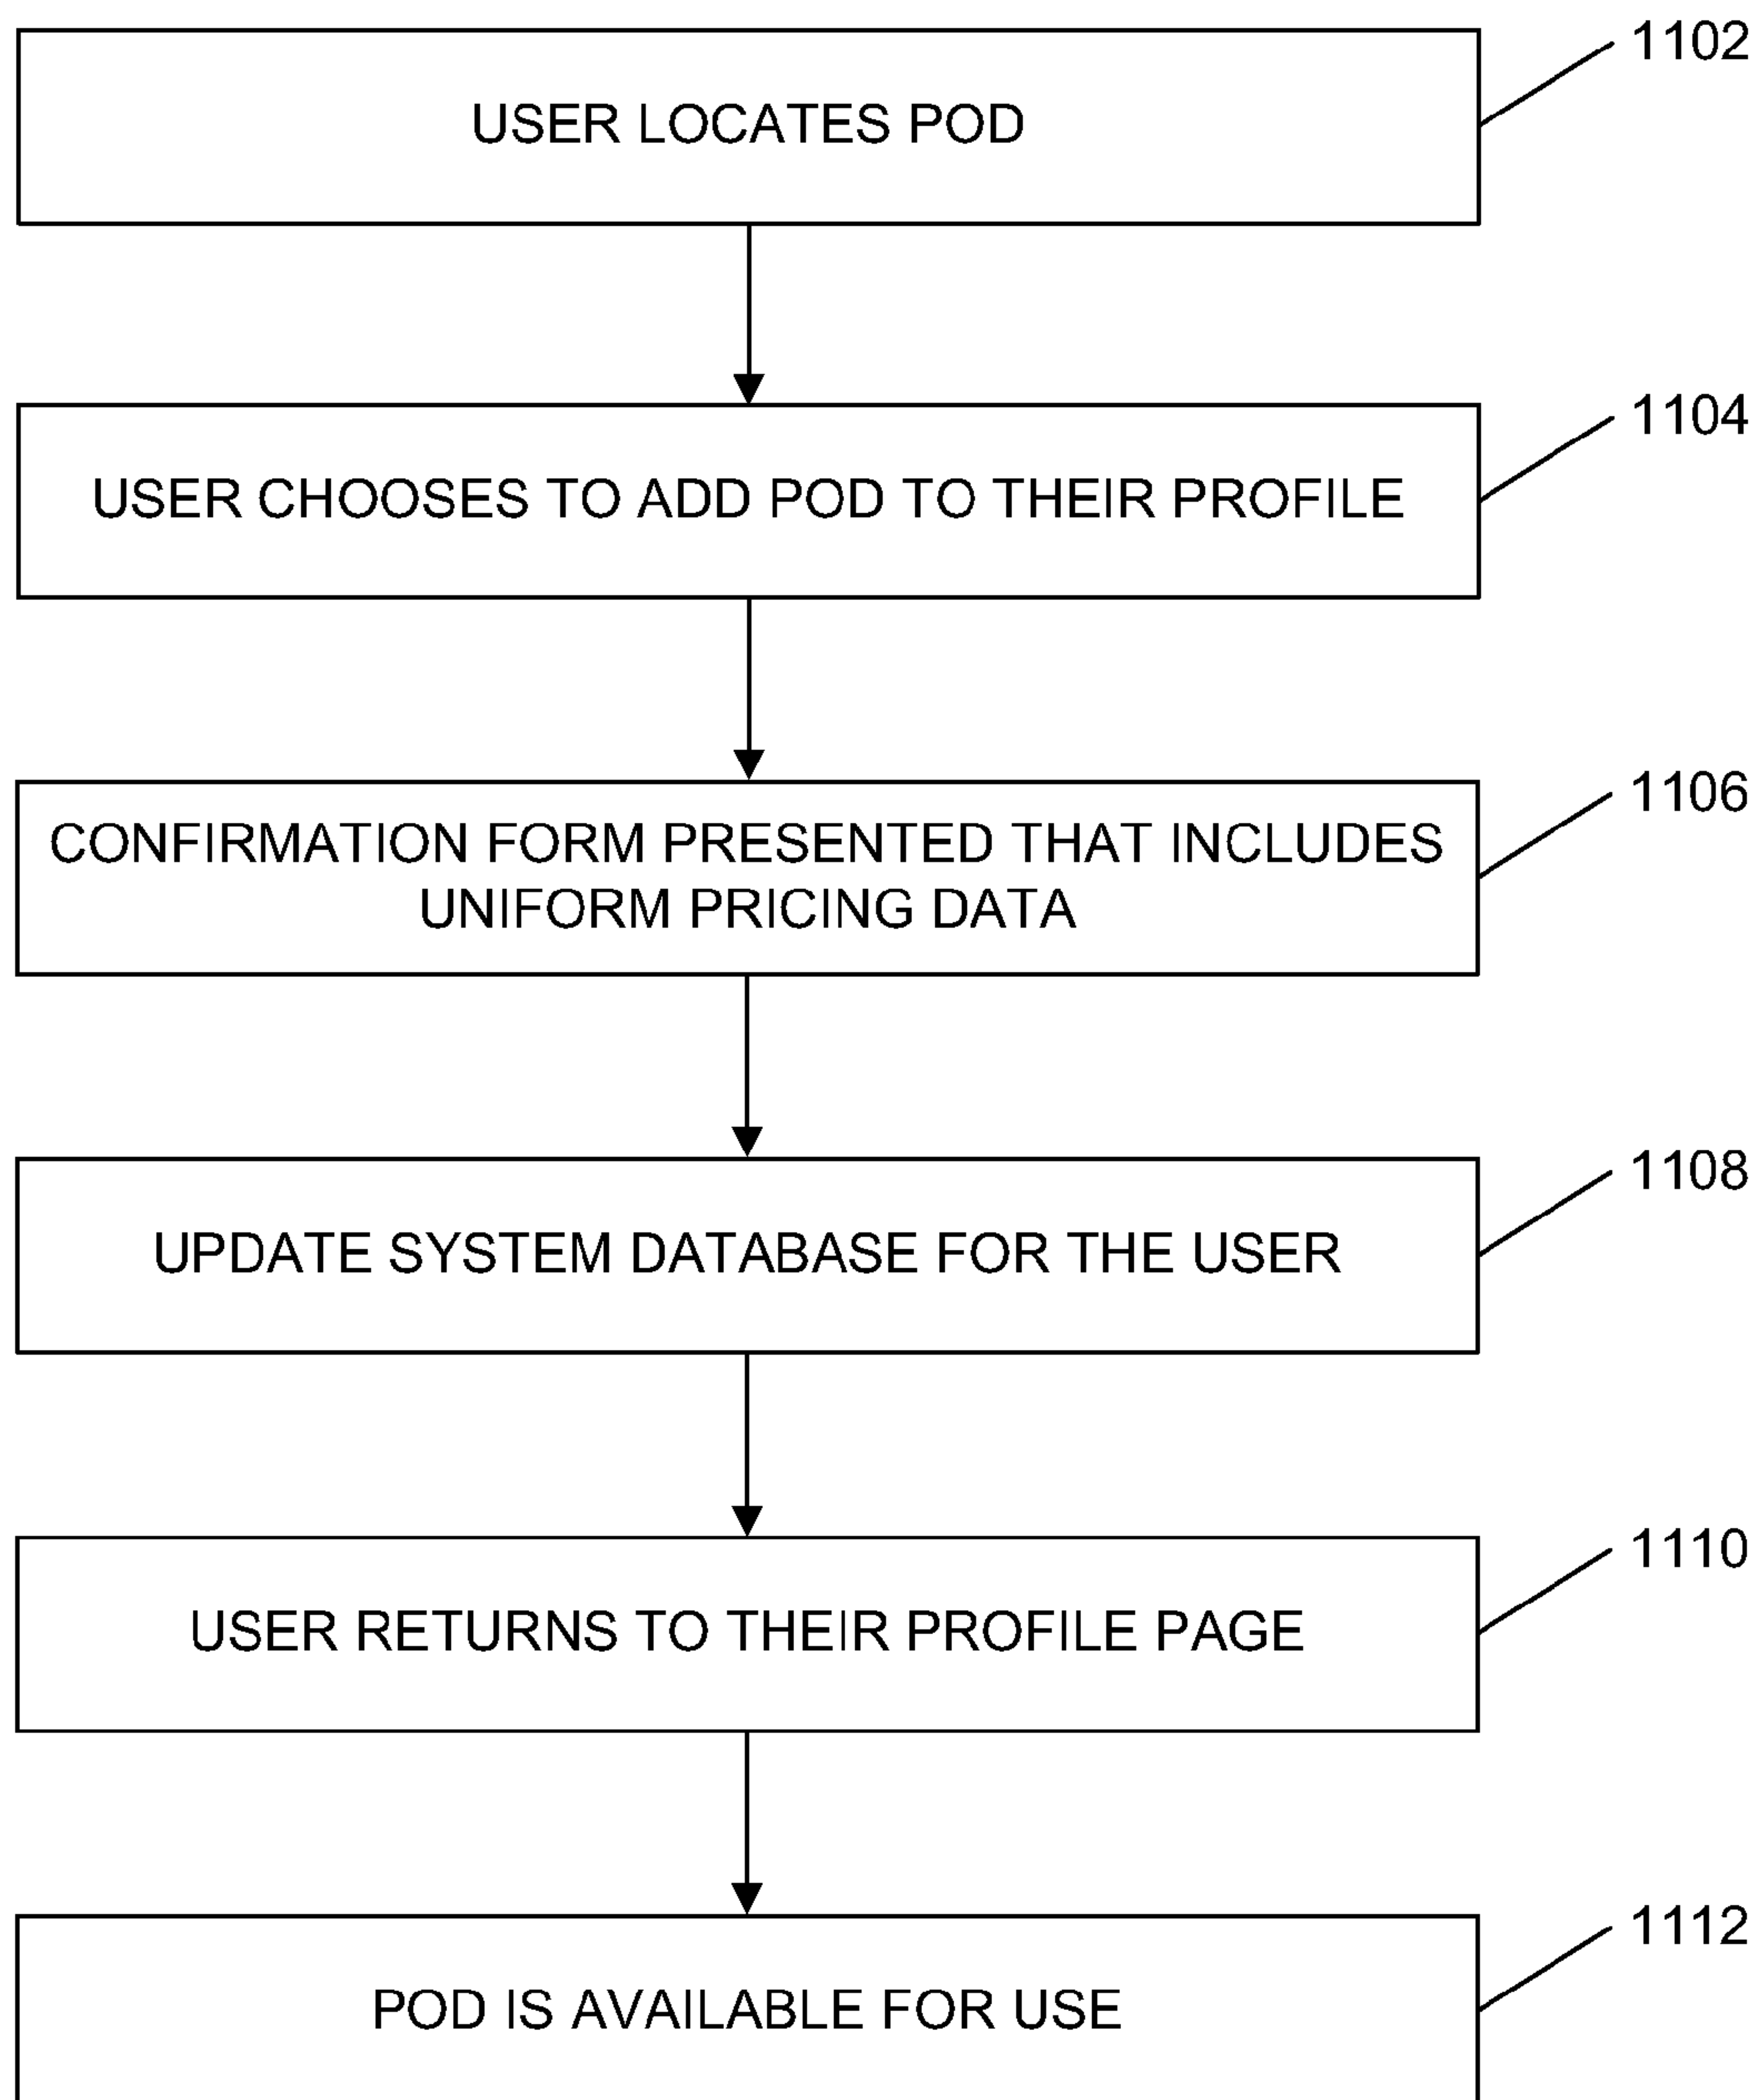 1102
USER LOCATES POD
1104
USER CHOOSES TO ADD POD TO THEIR PROFILE
1106
CONFIRMATION FORM PRESENTED THAT INCLUDES
UNIFORM PRICING DATA
1108
UPDATE SYSTEM DATABASE FOR THE USER
1110
USER RETURNS TO THEIR PROFILE PAGE
1112
POD IS AVAILABLE FOR USE